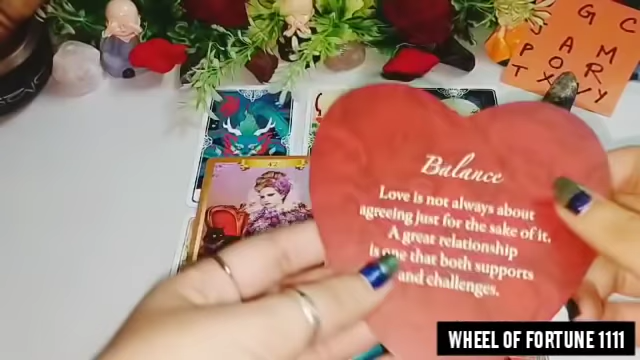 Balance
Love is not always about
agreeing just for the sake of it.
A great relationship
is one that both supports
and challenges.
G C
A M
P O R
T X Y
42
WHEEL OF FORTUNE 1111